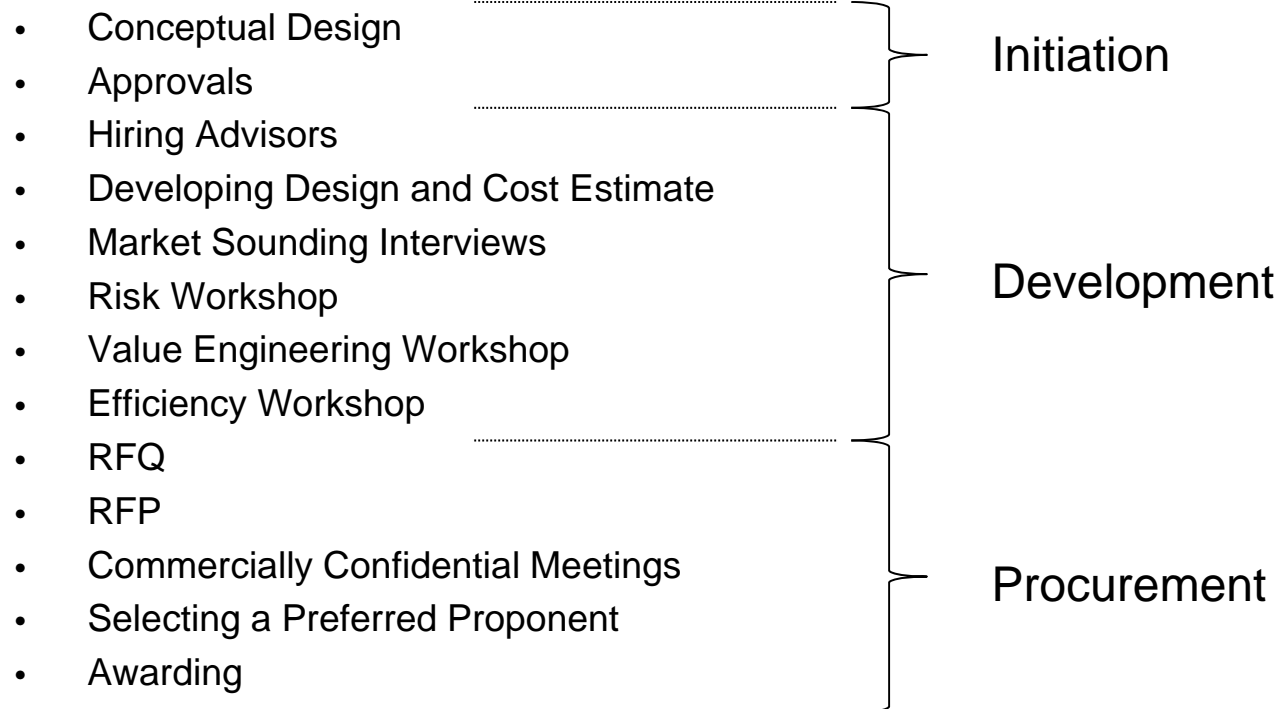 • Conceptual Design
• Approvals
Initiation
• Hiring Advisors
• Developing Design and Cost Estimate
• Market Sounding Interviews
• Risk Workshop
• Value Engineering Workshop
• Efficiency Workshop
Development
• RFQ
• RFP
• Commercially Confidential Meetings
• Selecting a Preferred Proponent
• Awarding
Procurement